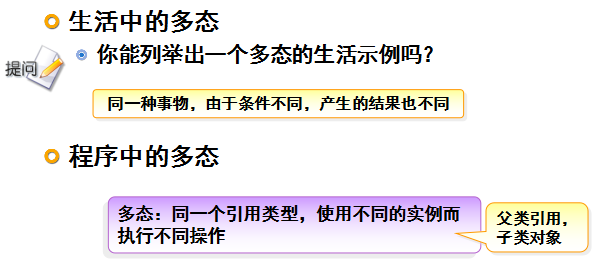 生活中的多态
提问
你能列举出一个多态的生活示例吗？
同一种事物，由于条件不同，产生的结果也不同
程序中的多态
多态：同一个引用类型，使用不同的实例而
执行不同操作
父类引用，
子类对象